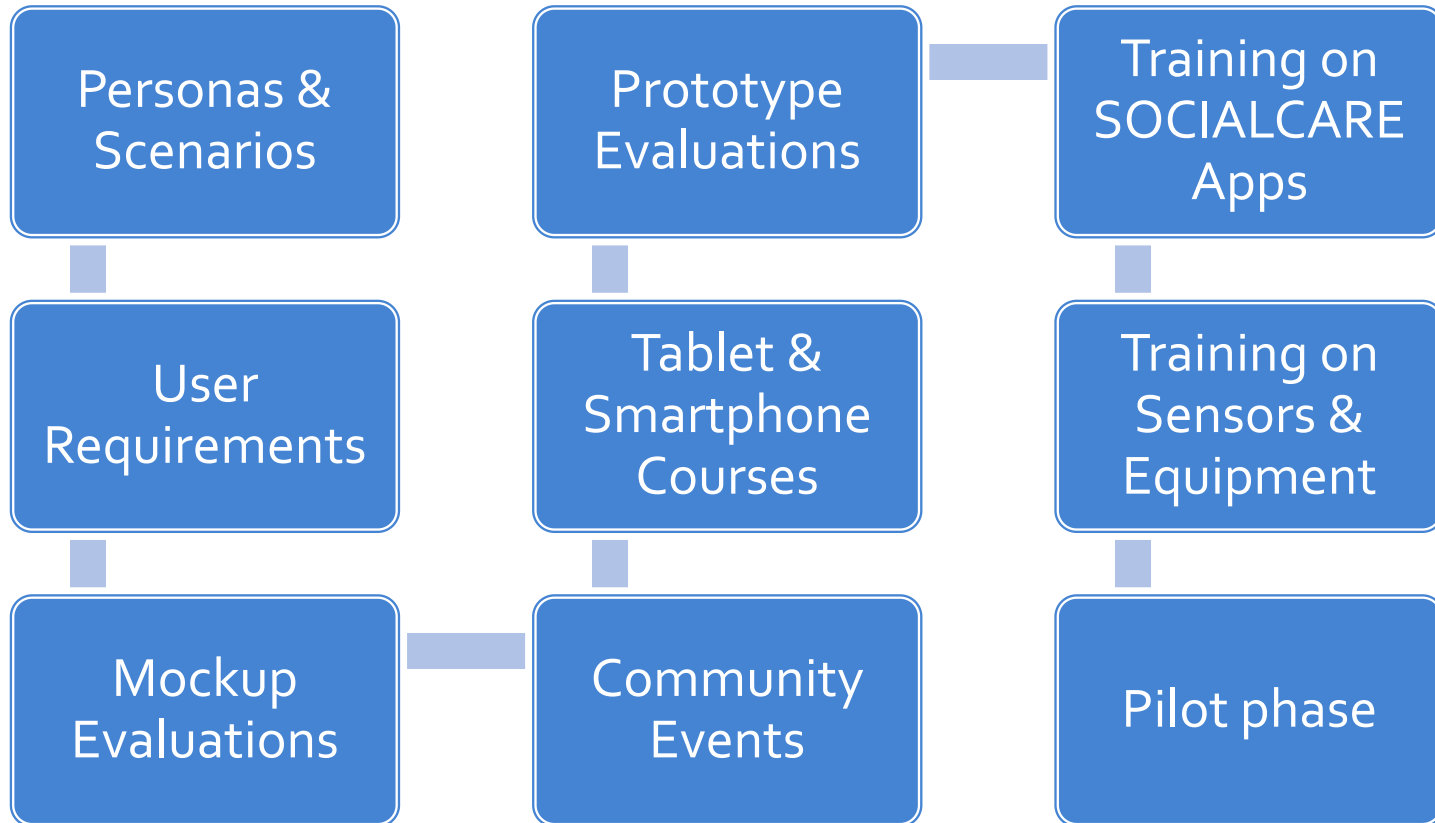 Personas &
Scenarios
User
Requirements
Mockup
Evaluations
Community
Events
Tablet &
Smartphone
Courses
Prototype
Evaluations
Training on
SOCIALCARE
Apps
Training on
Sensors &
Equipment
Pilot phase